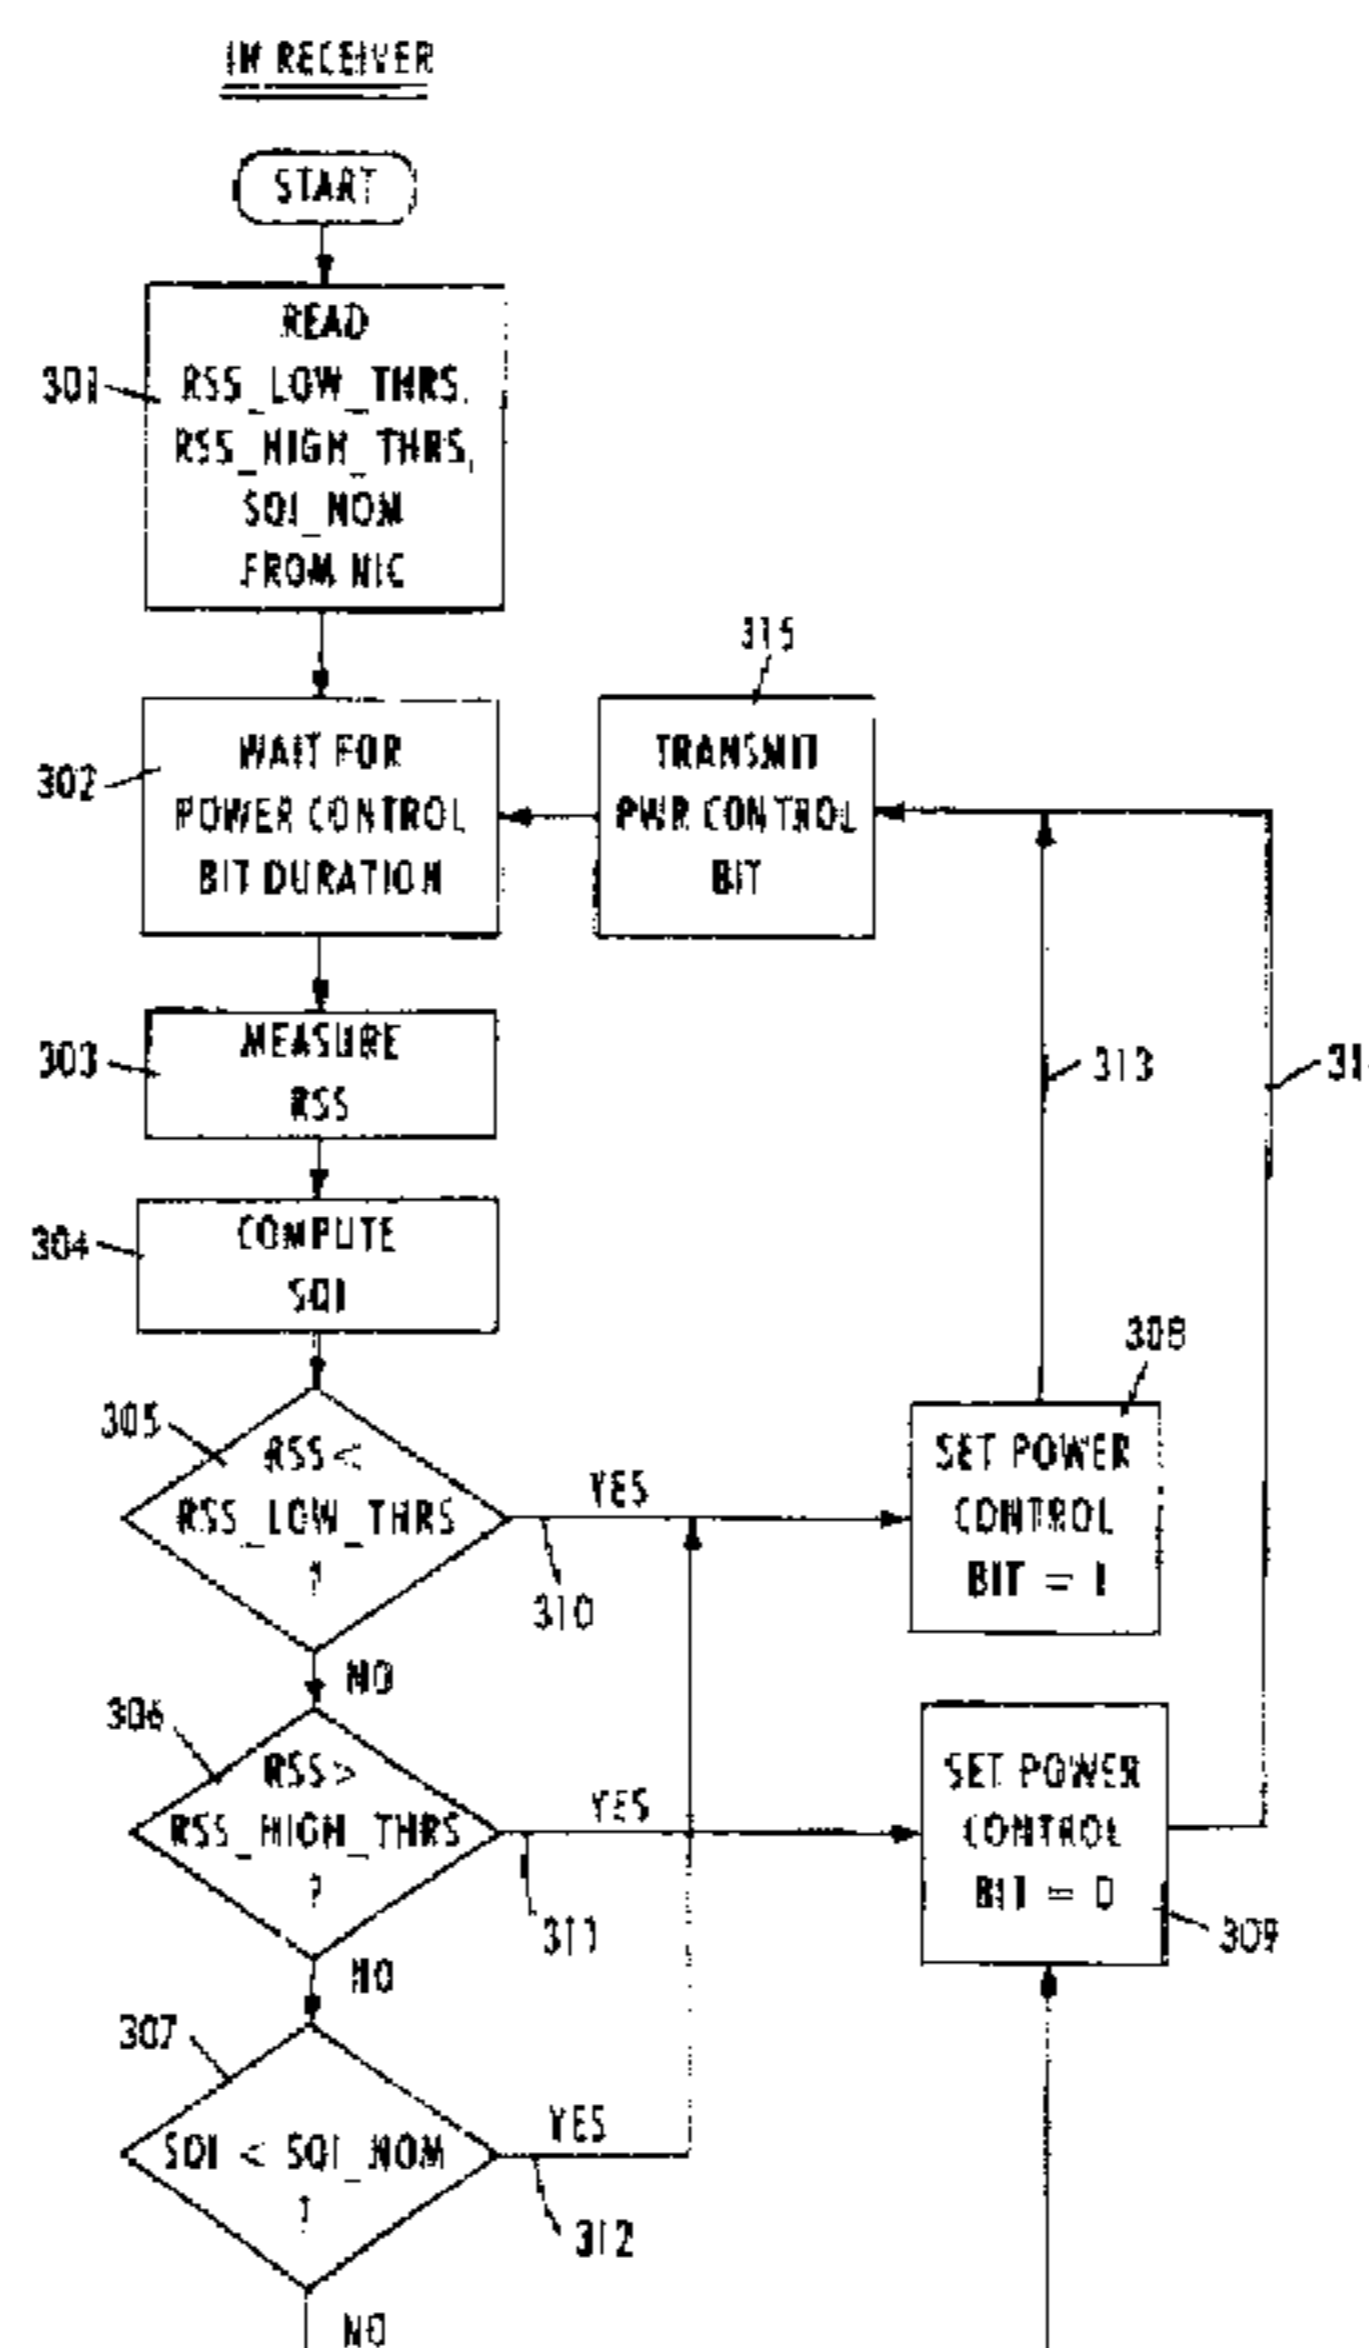 IN RECEIVER
START
READ
RSS_LOW_THRS,
RSS_HIGH_THRS,
SQI_NOM
FROM NIC
301
315
WAIT FOR
POWER CONTROL
BIT DURATION
302
TRANSMIT
PWR CONTROL
BIT
MEASURE
RSS
303
313
31
COMPUTE
SQI
304
308
305
RSS <
RSS_LOW_THRS
?
YES
310
SET POWER
CONTROL
BIT = 1
NO
306
RSS >
RSS_HIGH_THRS
?
YES
311
SET POWER
CONTROL
BIT = 0
309
NO
307
SQI < SQI_NOM
?
YES
312
NO